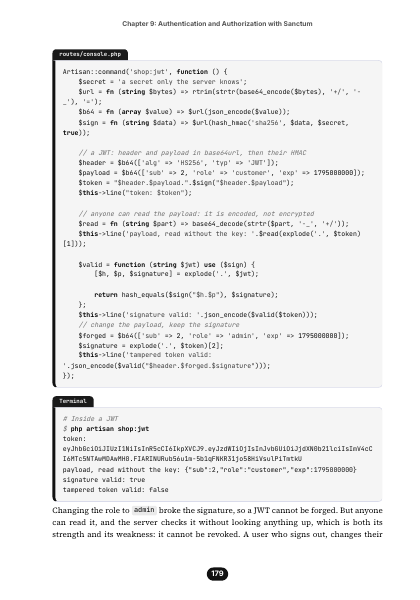 Chapter 9: Authentication and Authorization with Sanctum
routes/console.php
Artisan::command('shop:jwt', function () {
    $secret = 'a secret only the server knows';
    $url = fn (string $bytes) => rtrim(strtr(base64_encode($bytes), '+/', '-
_'), '=');
    $b64 = fn (array $value) => $url(json_encode($value));
    $sign = fn (string $data) => $url(hash_hmac('sha256', $data, $secret,
true));
    // a JWT: header and payload in base64url, then their HMAC
    $header = $b64(['alg' => 'HS256', 'typ' => 'JWT']);
    $payload = $b64(['sub' => 2, 'role' => 'customer', 'exp' => 1795000000]);
    $token = "$header.$payload.".$sign("$header.$payload");
    $this->line("token: $token");
    // anyone can read the payload: it is encoded, not encrypted
    $read = fn (string $part) => base64_decode(strtr($part, '-_', '+/'));
    $this->line('payload, read without the key: '.$read(explode('.', $token)
[1]));
    $valid = function (string $jwt) use ($sign) {
        [$h, $p, $signature] = explode('.', $jwt);
        return hash_equals($sign("$h.$p"), $signature);
    };
    $this->line('signature valid: '.json_encode($valid($token)));
    // change the payload, keep the signature
    $forged = $b64(['sub' => 2, 'role' => 'admin', 'exp' => 1795000000]);
    $signature = explode('.', $token)[2];
    $this->line('tampered token valid:
'.json_encode($valid("$header.$forged.$signature")));
});
Terminal
# Inside a JWT
$ php artisan shop:jwt
token:
payload, read without the key: {"sub":2,"role":"customer","exp":1795000000}
signature valid: true
tampered token valid: false
Changing the role to admin broke the signature, so a JWT cannot be forged. But anyone
can read it, and the server checks it without looking anything up, which is both its
strength and its weakness: it cannot be revoked. A user who signs out, changes their
179